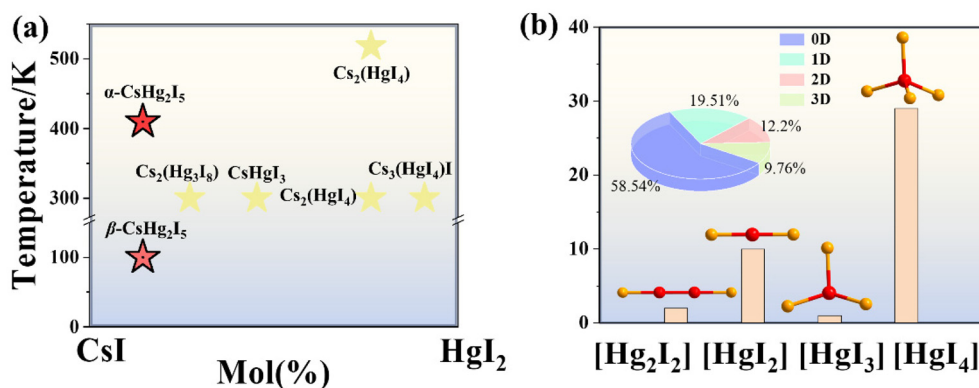 (a)
Temperature/K
500
400
300
100
0
Cs₂(HgI₄)
α-CsHg₂I₅
Cs₂(Hg₃I₈)
CsHgI₃
Cs₂(HgI₄)
Cs₃(HgI₄)I
β-CsHg₂I₅
CsI
Mol(%)
HgI₂
(b)
40
30
20
10
0
0D
1D
2D
3D
19.51%
12.2%
9.76%
58.54%
[Hg₂I₂]
[HgI₂]
[HgI₃]
[HgI₄]